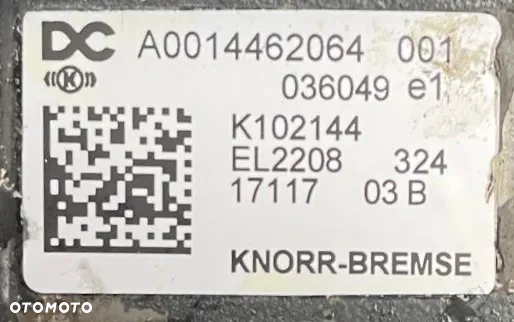 DC A0014462064 001
((K)) 036049 e1
K102144
EL2208 324
17117 03 B
KNORR-BREMSE
OTOMOTO